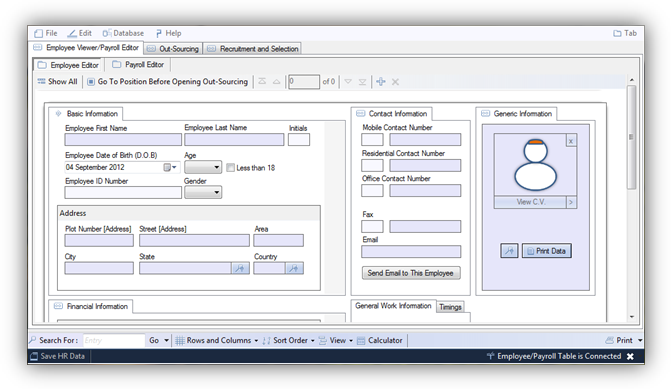 File Edit Database Help Tab
Employee Viewer/Payroll Editor Out-Sourcing Recruitment and Selection
Employee Editor Payroll Editor
Show All Go To Position Before Opening Out-Sourcing 0 of 0
Basic Information
Employee First Name Employee Last Name Initials
Employee Date of Birth (D.O.B) Age
04 September 2012 Less than 18
Employee ID Number Gender
Address
Plot Number [Address] Street [Address] Area
City State Country
Contact Information
Mobile Contact Number
Residential Contact Number
Office Contact Number
Fax
Email
Send Email to This Employee
Generic Information
x
View C.V. >
Print Data
Financial Information
General Work Information Timings
Search For: Entry Go Rows and Columns Sort Order View Calculator Print
Save HR Data Employee/Payroll Table is Connected